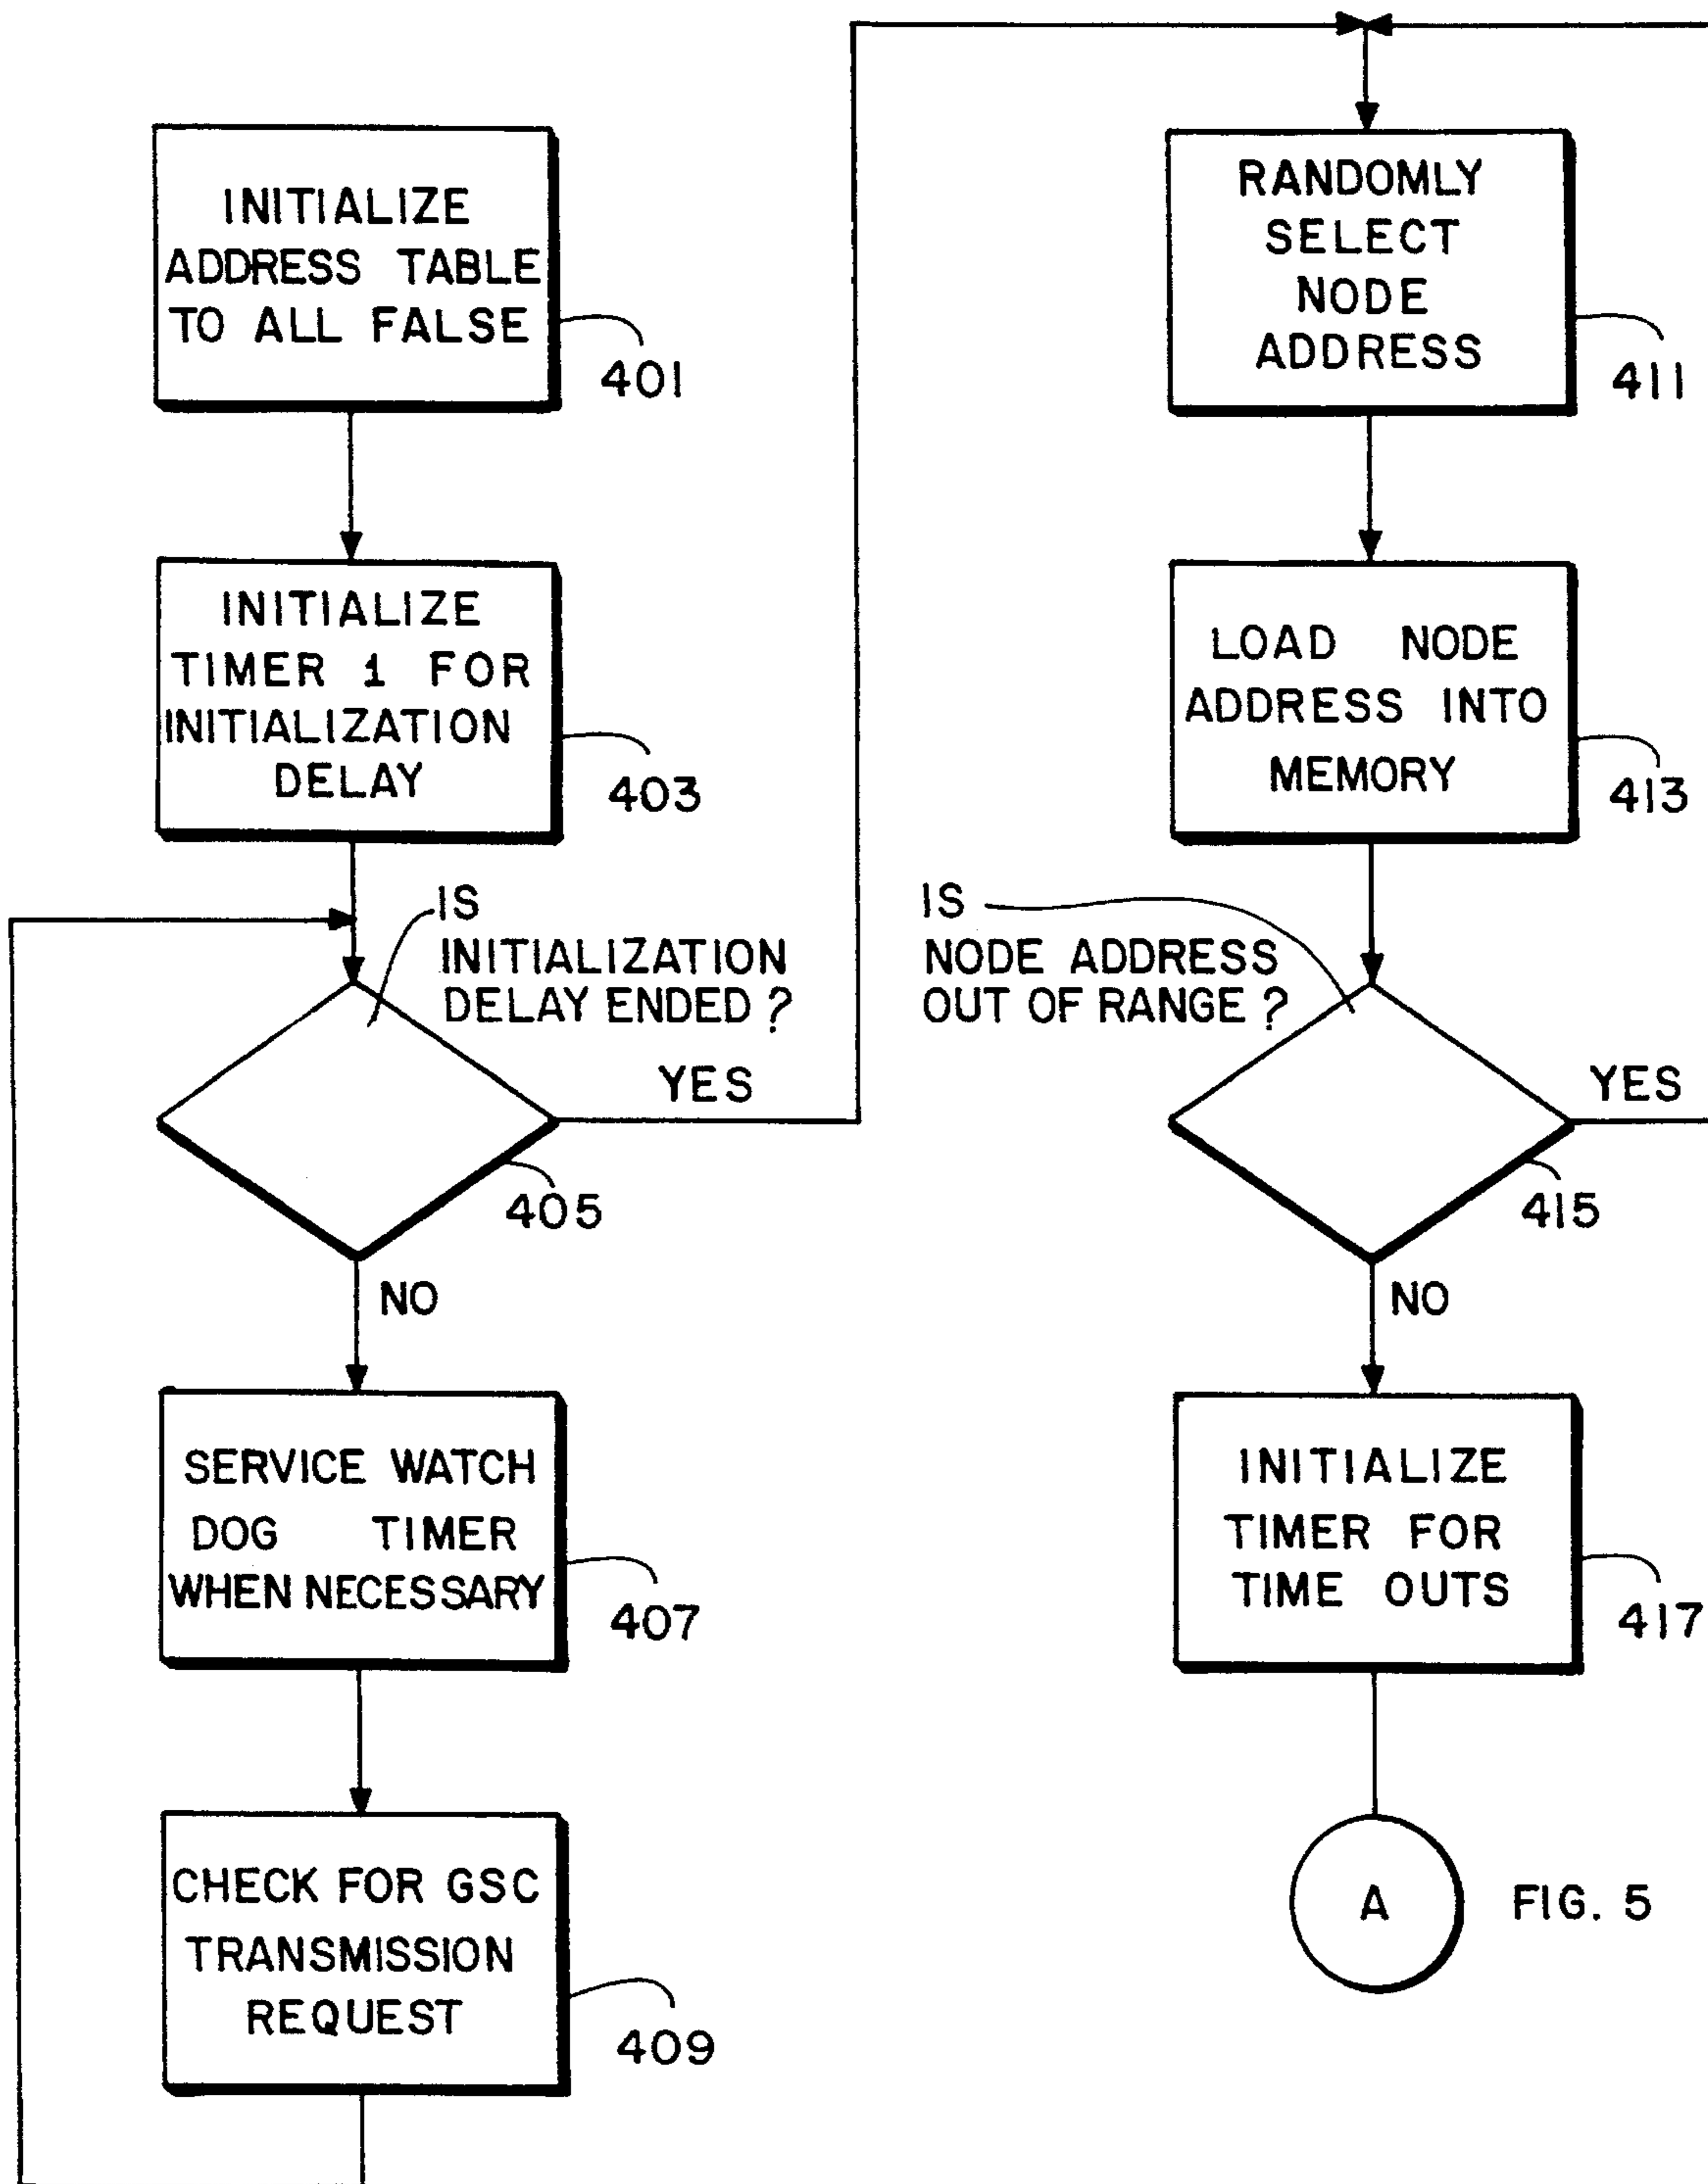 INITIALIZE
ADDRESS TABLE
TO ALL FALSE
401
INITIALIZE
TIMER 1 FOR
INITIALIZATION
DELAY
403
IS
INITIALIZATION
DELAY ENDED?
YES
405
NO
SERVICE WATCH
DOG TIMER
WHEN NECESSARY
407
CHECK FOR GSC
TRANSMISSION
REQUEST
409
RANDOMLY
SELECT
NODE
ADDRESS
411
LOAD NODE
ADDRESS INTO
MEMORY
413
IS
NODE ADDRESS
OUT OF RANGE?
YES
415
NO
INITIALIZE
TIMER FOR
TIME OUTS
417
A
FIG. 5